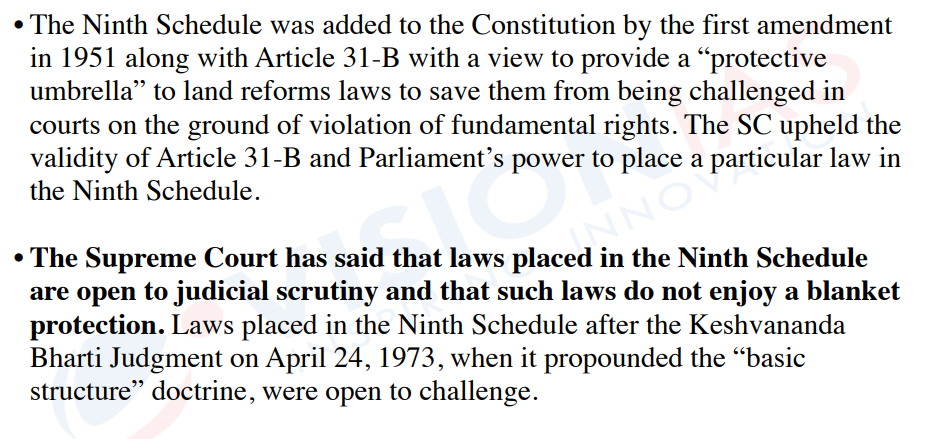 • The Ninth Schedule was added to the Constitution by the first amendment
in 1951 along with Article 31-B with a view to provide a “protective
umbrella” to land reforms laws to save them from being challenged in
courts on the ground of violation of fundamental rights. The SC upheld the
validity of Article 31-B and Parliament’s power to place a particular law in
the Ninth Schedule.
• The Supreme Court has said that laws placed in the Ninth Schedule
are open to judicial scrutiny and that such laws do not enjoy a blanket
protection. Laws placed in the Ninth Schedule after the Keshvananda
Bharti Judgment on April 24, 1973, when it propounded the “basic
structure” doctrine, were open to challenge.
VISIONIAS
INSPIRING INNOVATION